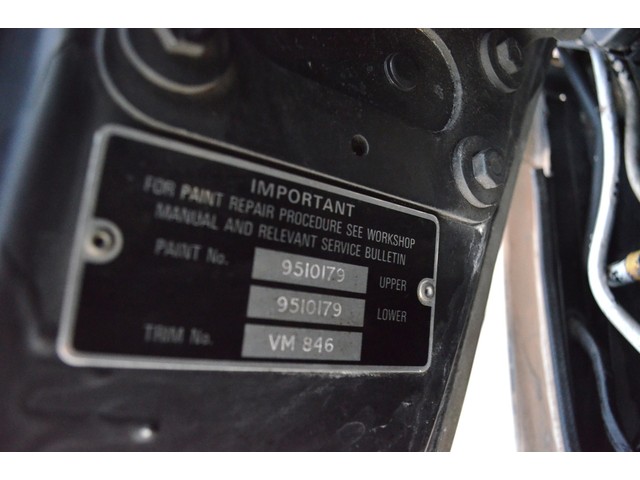 IMPORTANT
FOR PAINT REPAIR PROCEDURE SEE WORKSHOP
MANUAL AND RELEVANT SERVICE BULLETIN
PAINT No. 9510179 UPPER
9510179 LOWER
TRIM No. VM 846